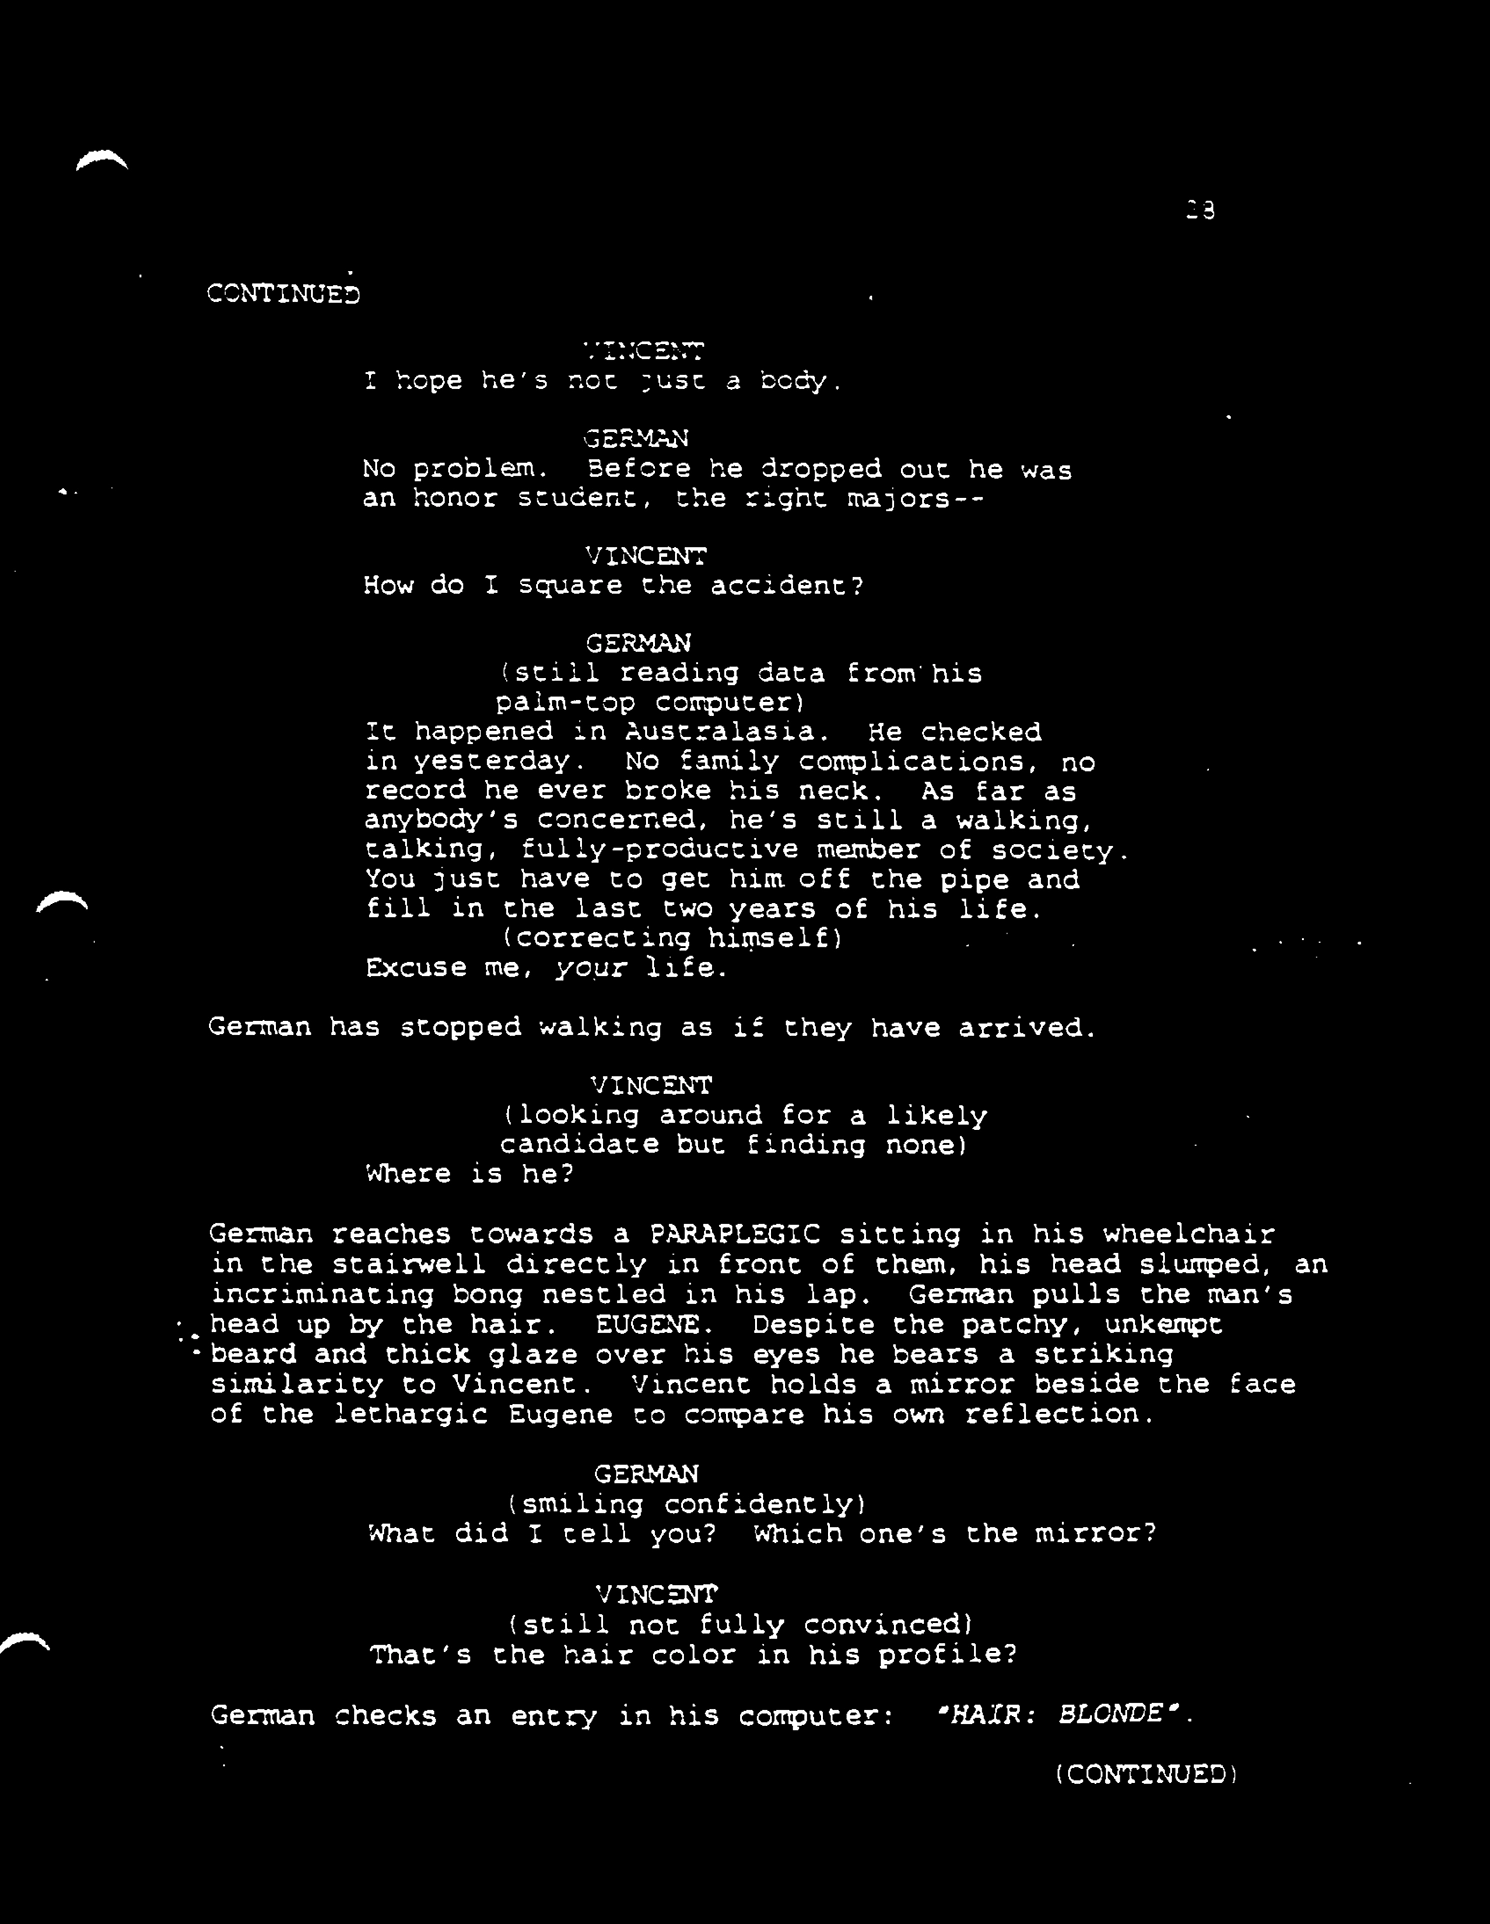 28
CONTINUED
VINCENT
I hope he's not just a body.
GERMAN
No problem. Before he dropped out he was
an honor student, the right majors--
VINCENT
How do I square the accident?
GERMAN
(still reading data from his
palm-top computer)
It happened in Australasia. He checked
in yesterday. No family complications, no
record he ever broke his neck. As far as
anybody's concerned, he's still a walking,
talking, fully-productive member of society.
You just have to get him off the pipe and
fill in the last two years of his life.
(correcting himself)
Excuse me, your life.
German has stopped walking as if they have arrived.
VINCENT
(looking around for a likely
candidate but finding none)
Where is he?
German reaches towards a PARAPLEGIC sitting in his wheelchair
in the stairwell directly in front of them, his head slumped, an
incriminating bong nestled in his lap. German pulls the man's
head up by the hair. EUGENE. Despite the patchy, unkempt
beard and thick glaze over his eyes he bears a striking
similarity to Vincent. Vincent holds a mirror beside the face
of the lethargic Eugene to compare his own reflection.
GERMAN
(smiling confidently)
What did I tell you? Which one's the mirror?
VINCENT
(still not fully convinced)
That's the hair color in his profile?
German checks an entry in his computer: "HAIR: BLONDE".
(CONTINUED)